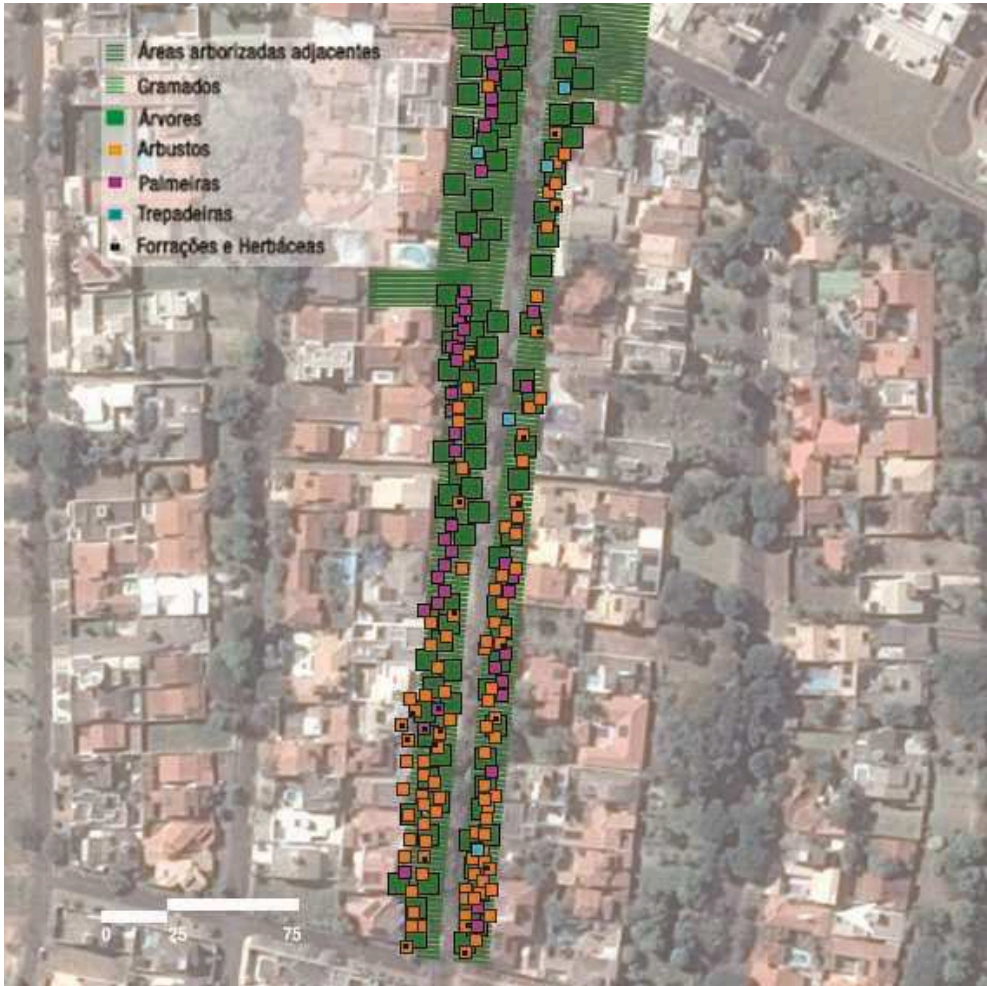 Áreas arborizadas adjacentes
Gramados
Árvores
Arbustos
Palmeiras
Trepadeiras
Forrações e Herbáceas
0 25 75